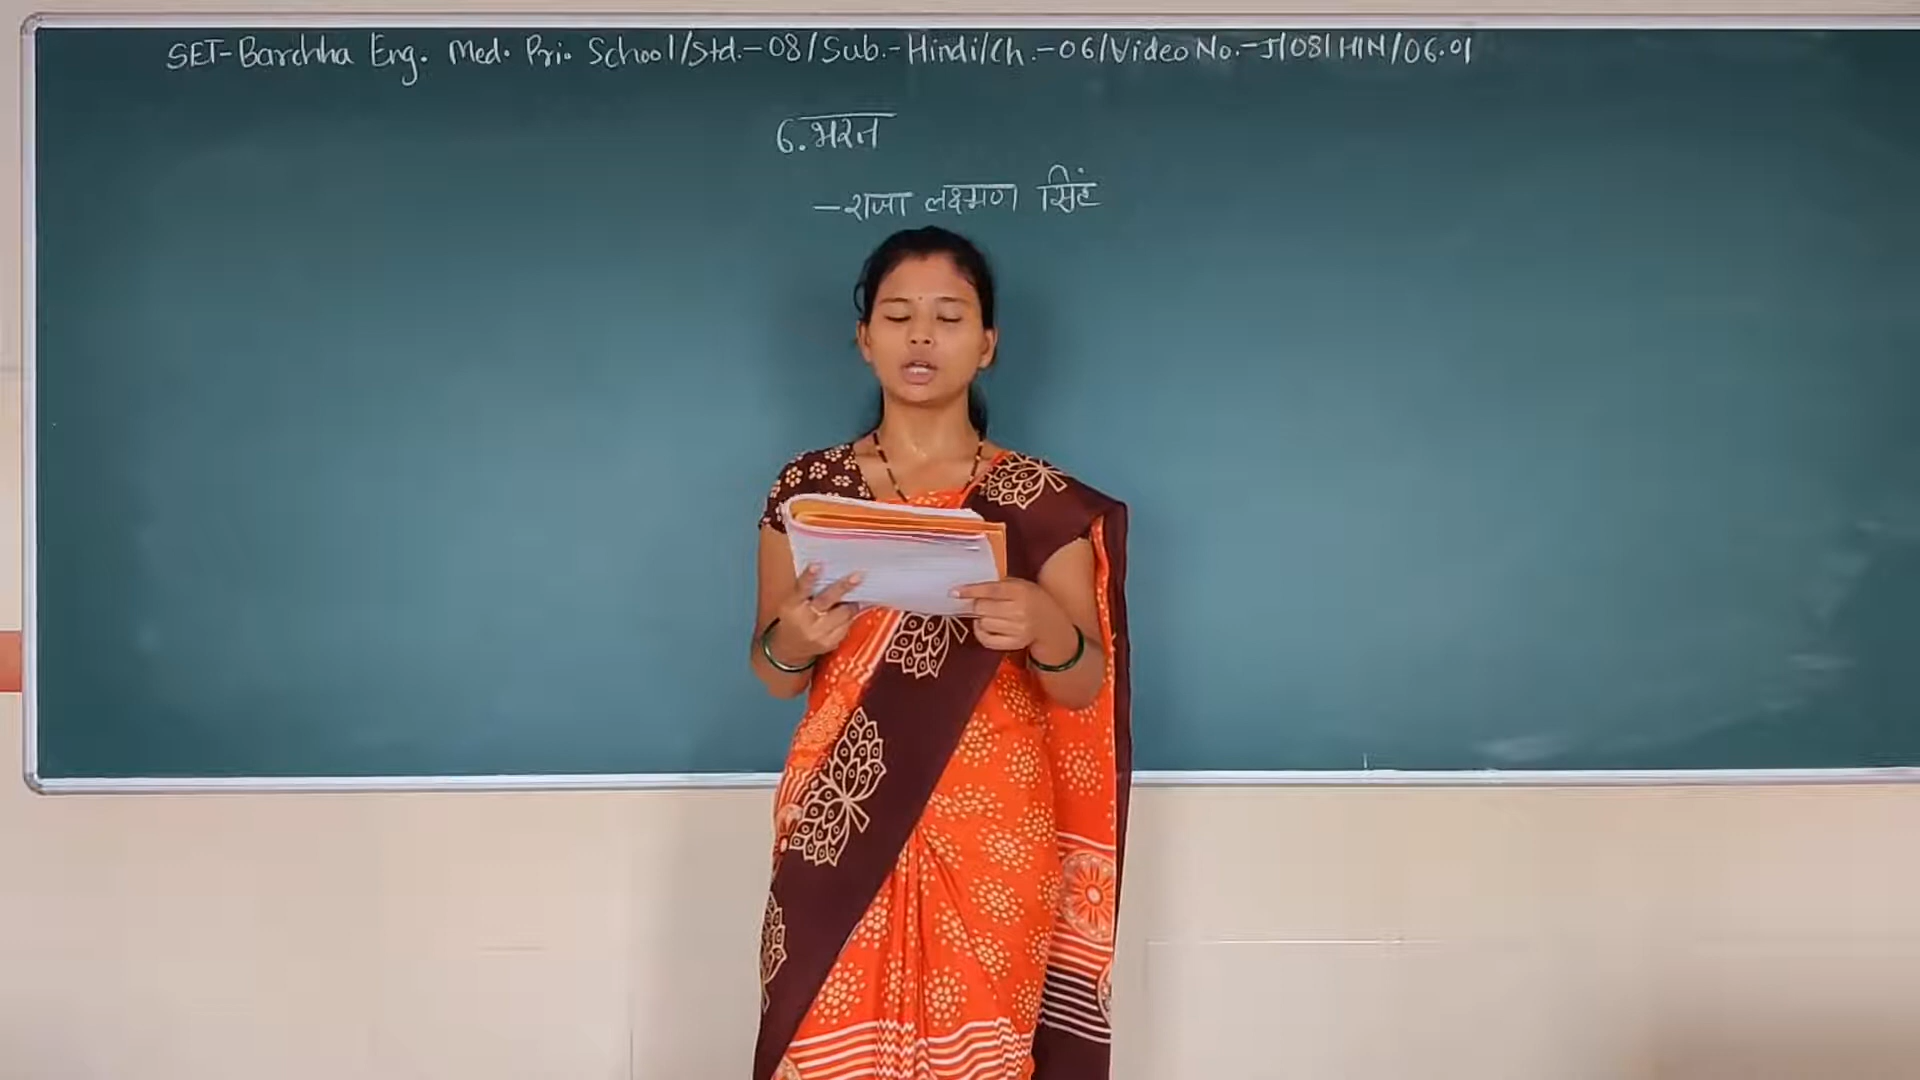 SET-Barchha Eng. Med. Pri. School/Std.-08/Sub.-Hindi/Ch.-06/Video No.-J/08/HIN/06.01
6. भरत
-राजा लक्ष्मण सिंह